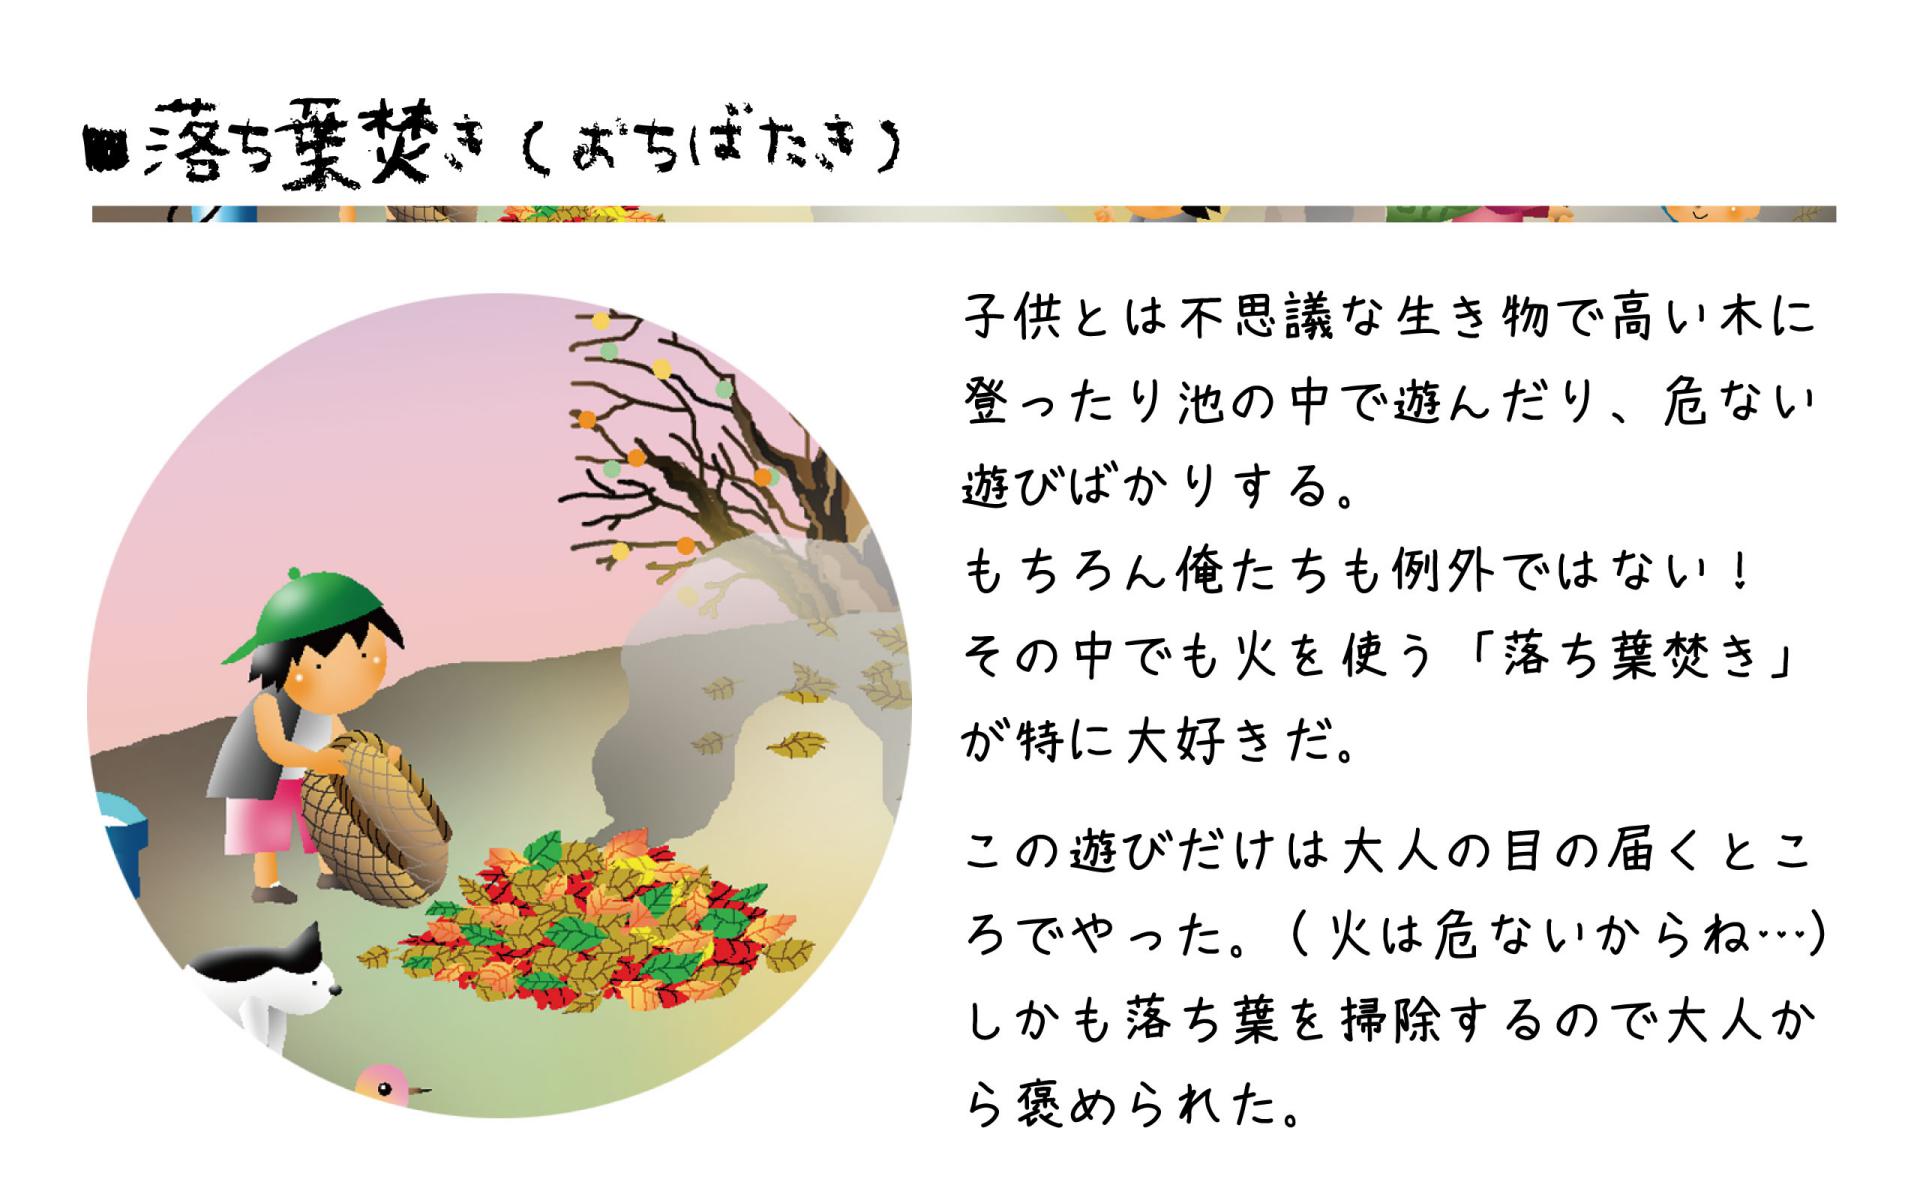 ■落ち葉焚き(おちばたき)
子供とは不思議な生き物で高い木に
登ったり池の中で遊んだり、危ない
遊びばかりする。
もちろん俺たちも例外ではない!
その中でも火を使う「落ち葉焚き」
が特に大好きだ。
この遊びだけは大人の目の届くとこ
ろでやった。(火は危ないからね…)
しかも落ち葉を掃除するので大人か
ら褒められた。